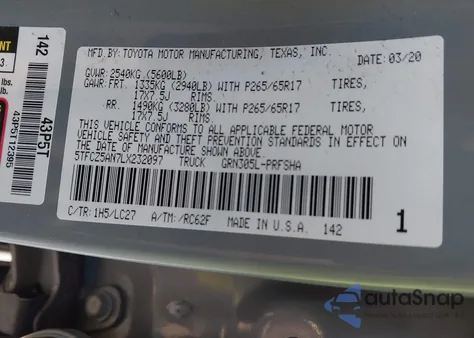 MFD.BY:TOYOTA MOTOR MANUFACTURING, TEXAS, INC.
DATE: 03/20
GVWR: 2540KG (5600LB)
GAWR:FRT. 1335KG (2940LB) WITH P265/65R17 TIRES,
17X7.5J RIMS.
RR. 1490KG (3280LB) WITH P265/65R17 TIRES,
17X7.5J RIMS.
THIS VEHICLE CONFORMS TO ALL APPLICABLE FEDERAL MOTOR
VEHICLE SAFETY AND THEFT PREVENTION STANDARDS IN EFFECT ON
THE DATE OF MANUFACTURE SHOWN ABOVE.
5TFCZ5AN7LX232097 TRUCK GRN305L-PRFSHA
C/TR: 1H5/LC27 A/TM: /RC62F MADE IN U.S.A. 142
1
142
43P5T
43P5T12395
lbs.
autoSnap